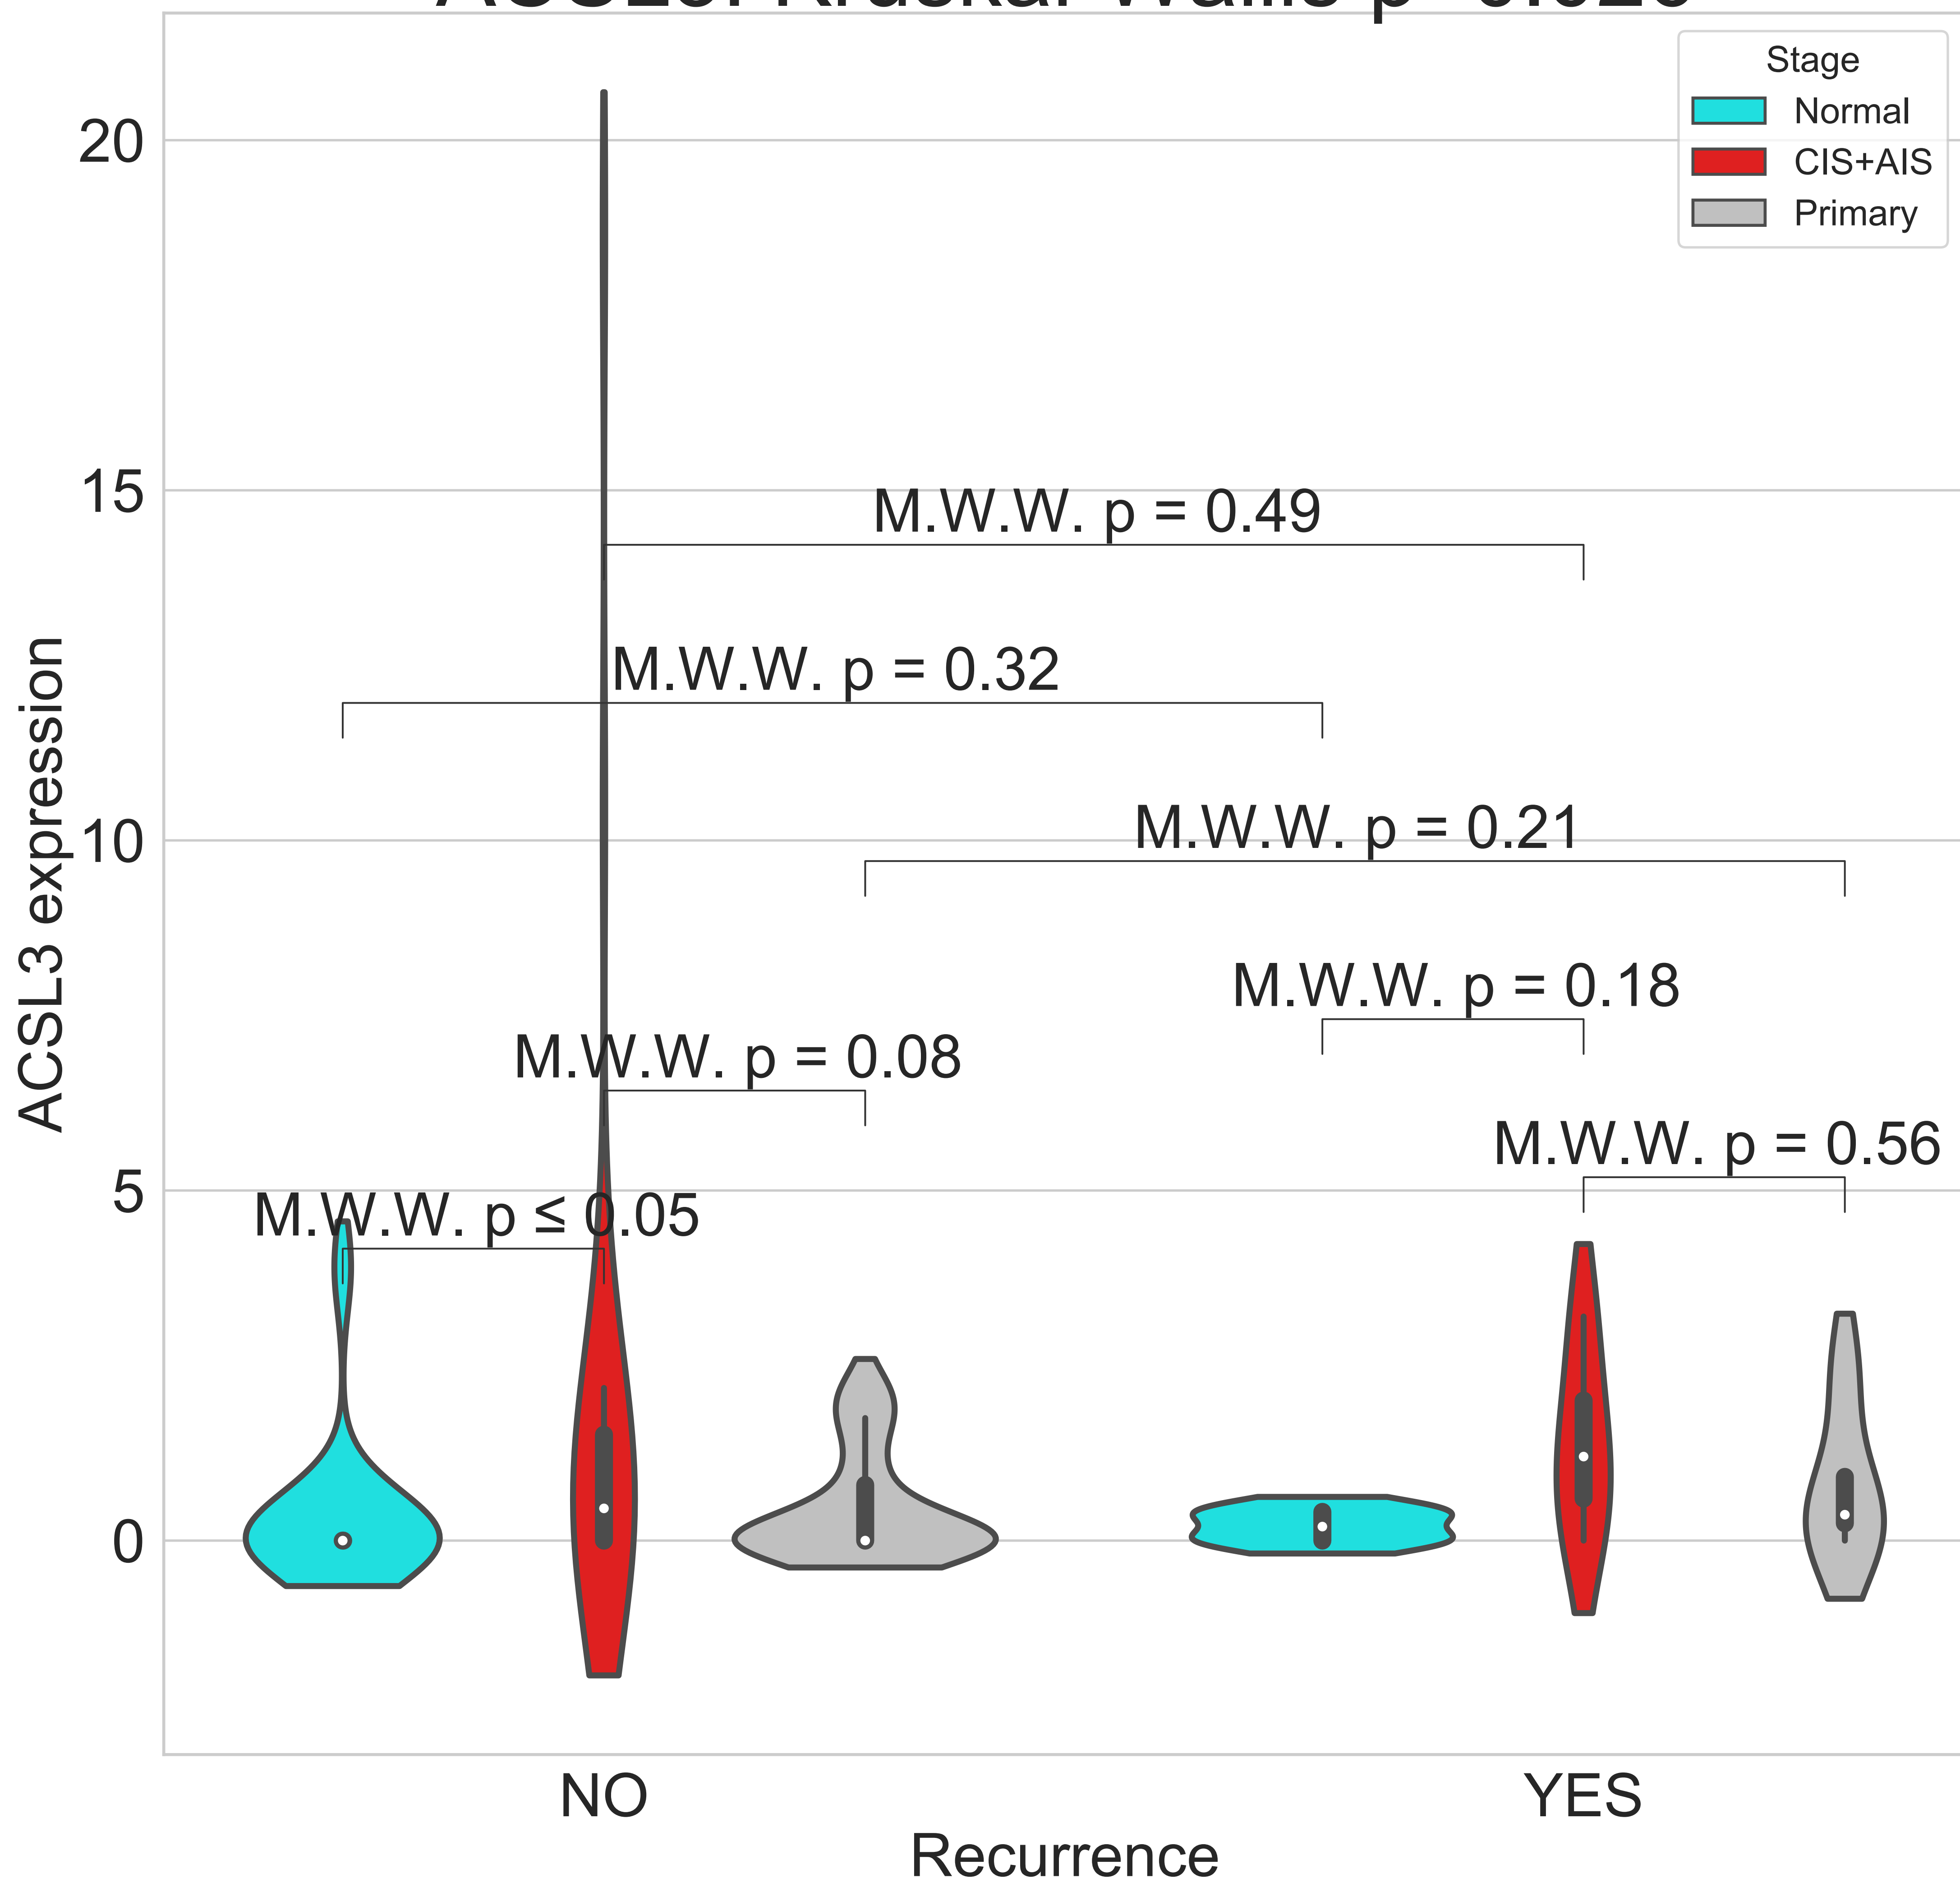 Stage
Normal
CIS+AIS
Primary
20
15
10
5
0
ACSL3 expression
M.W.W. p = 0.49
M.W.W. p = 0.32
M.W.W. p = 0.21
M.W.W. p = 0.18
M.W.W. p = 0.08
M.W.W. p = 0.56
M.W.W. p ≤ 0.05
NO
YES
Recurrence